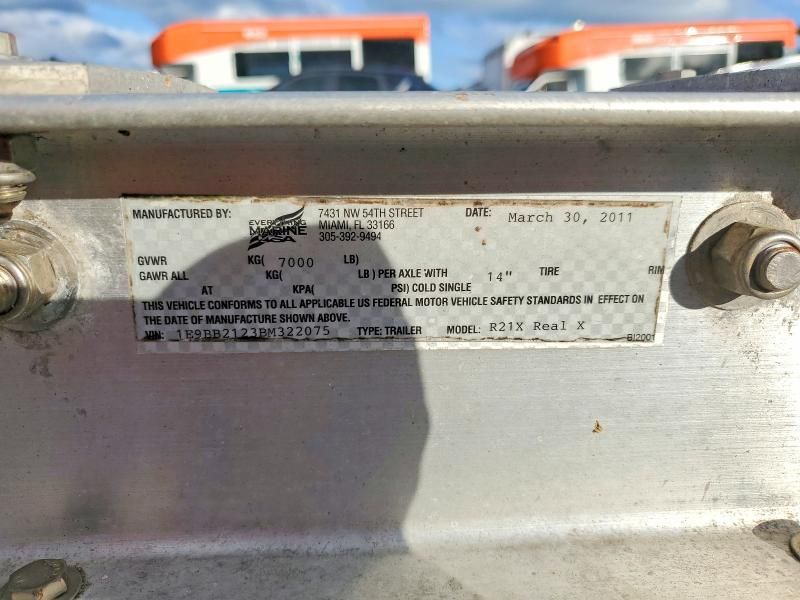 MANUFACTURED BY: EVERYTHING MARINE USA 7431 NW 54TH STREET MIAMI, FL 33166 305-392-9494 DATE: March 30, 2011
GVWR KG( 7000 LB)
GAWR ALL KG( LB ) PER AXLE WITH 14" TIRE RIM
AT KPA( PSI) COLD SINGLE
THIS VEHICLE CONFORMS TO ALL APPLICABLE US FEDERAL MOTOR VEHICLE SAFETY STANDARDS IN EFFECT ON
THE DATE OF MANUFACTURE SHOWN ABOVE.
VIN: 1E9BB2123BM322075 TYPE: TRAILER MODEL: R21X Real X
BI2001